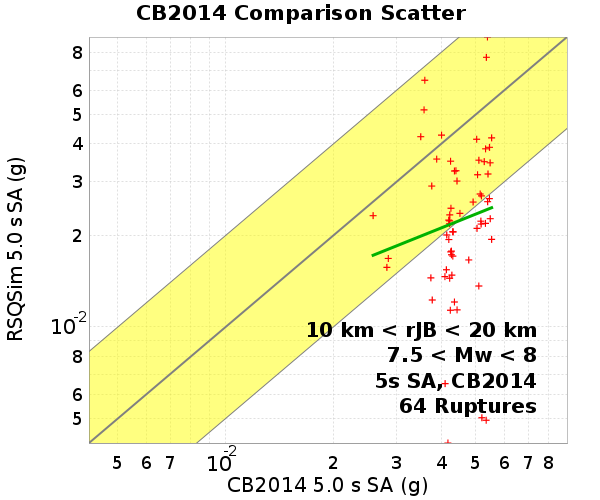 CB2014 Comparison Scatter
RSQSim 5.0 s SA (g)
8
6
5
4
3
2
10-2
8
6
5
10 km < rJB < 20 km
7.5 < Mw < 8
5s SA, CB2014
64 Ruptures
5 6 7 10-2 2 3 4 5 6 7 8
CB2014 5.0 s SA (g)